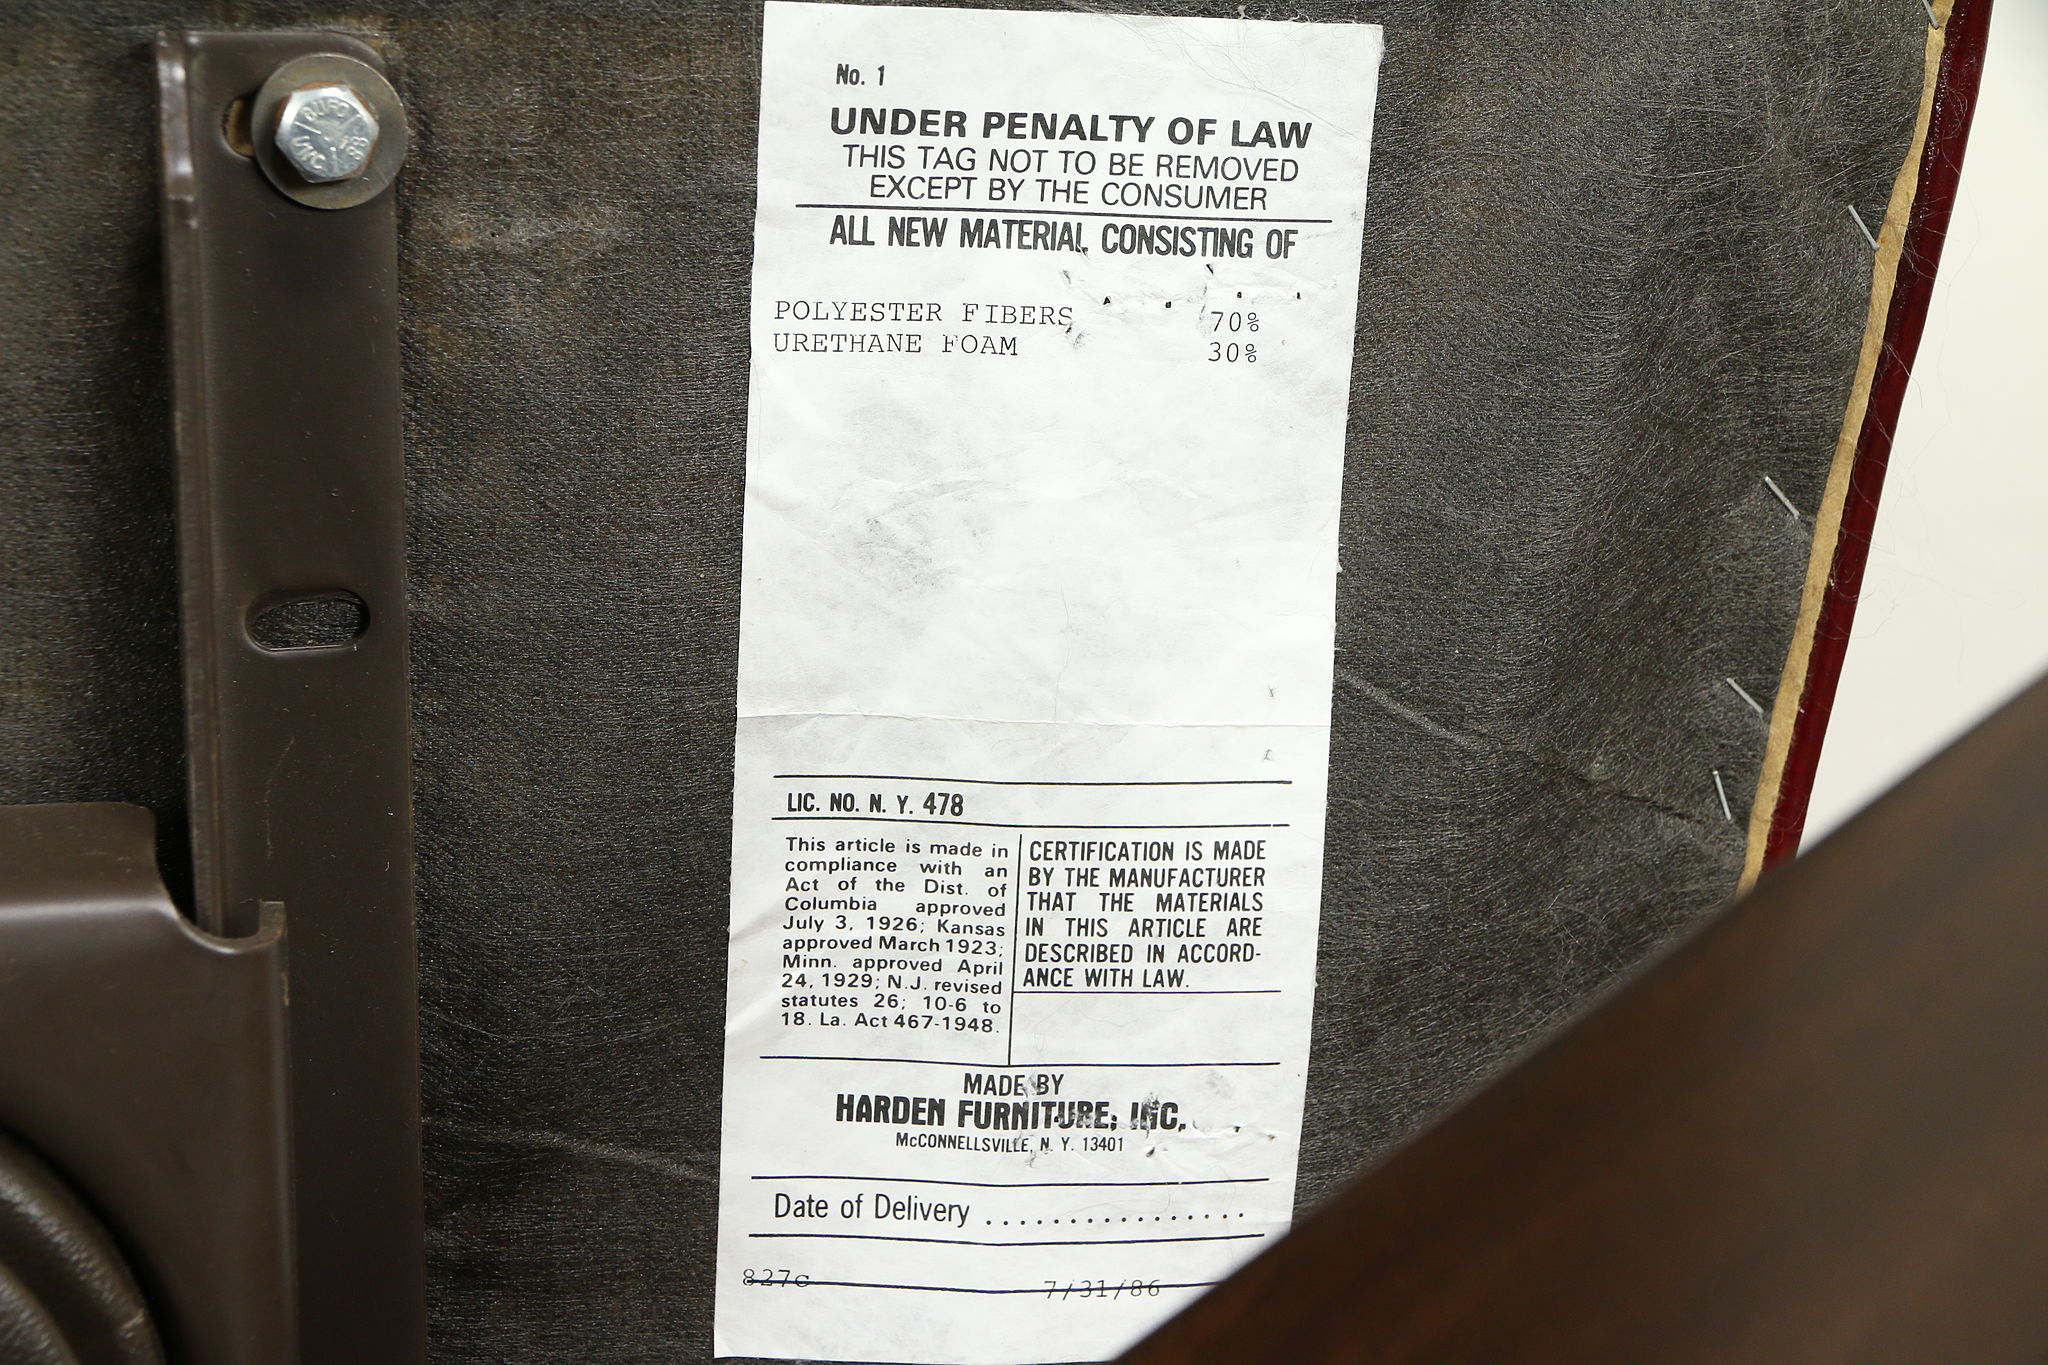 No. 1
UNDER PENALTY OF LAW
THIS TAG NOT TO BE REMOVED
EXCEPT BY THE CONSUMER
ALL NEW MATERIAL CONSISTING OF
POLYESTER FIBERS 70%
URETHANE FOAM 30%
LIC. NO. N. Y. 478
This article is made in
compliance with an
Act of the Dist. of
Columbia approved
July 3, 1926; Kansas
approved March 1923;
Minn. approved April
24, 1929; N.J. revised
statutes 26; 10-6 to
18. La. Act 467-1948.
CERTIFICATION IS MADE
BY THE MANUFACTURER
THAT THE MATERIALS
IN THIS ARTICLE ARE
DESCRIBED IN ACCORD-
ANCE WITH LAW.
MADE BY
HARDEN FURNITURE, INC.
McCONNELLSVILLE, N. Y. 13401
Date of Delivery ................
827c 7/31/86